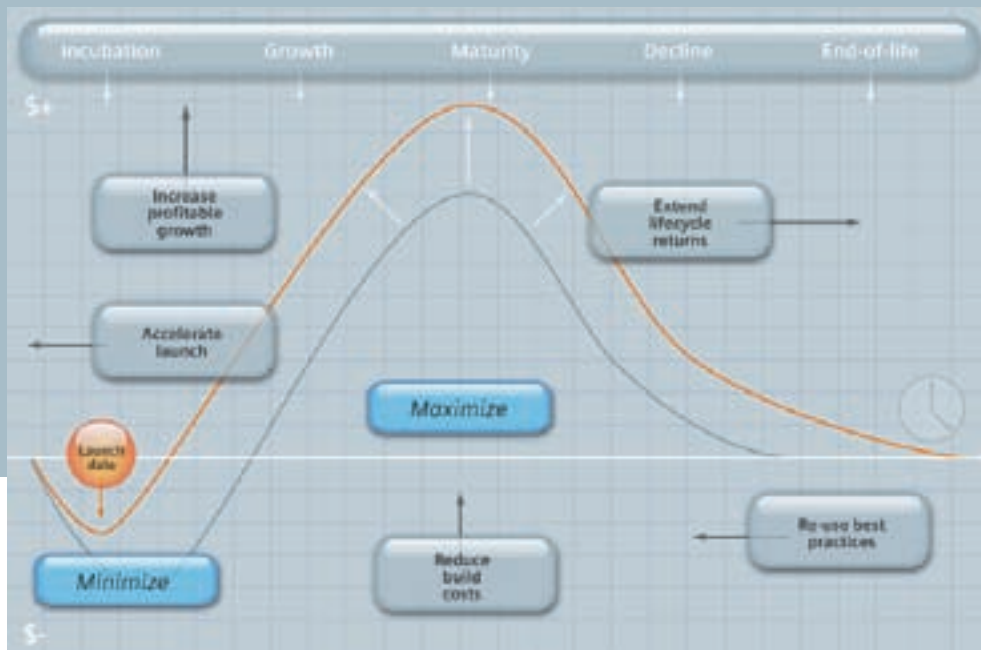 Incubation Growth Maturity Decline End-of-life
$+
Increase
profitable
growth
Extend
lifecycle
returns
Accelerate
launch
Maximize
Launch
date
Re-use best
practices
Reduce
build
costs
Minimize
$-